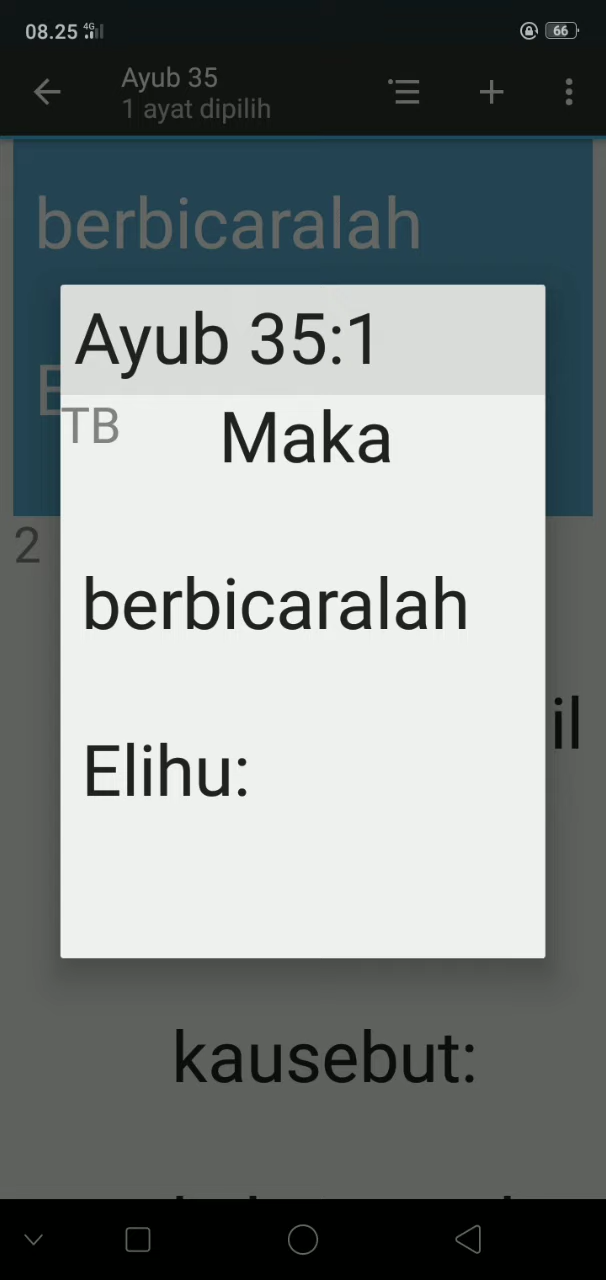 08.25 4G 66
Ayub 35
1 ayat dipilih
berbicaralah
Ayub 35:1
TB Maka
berbicaralah
Elihu:
2
il
kausebut: